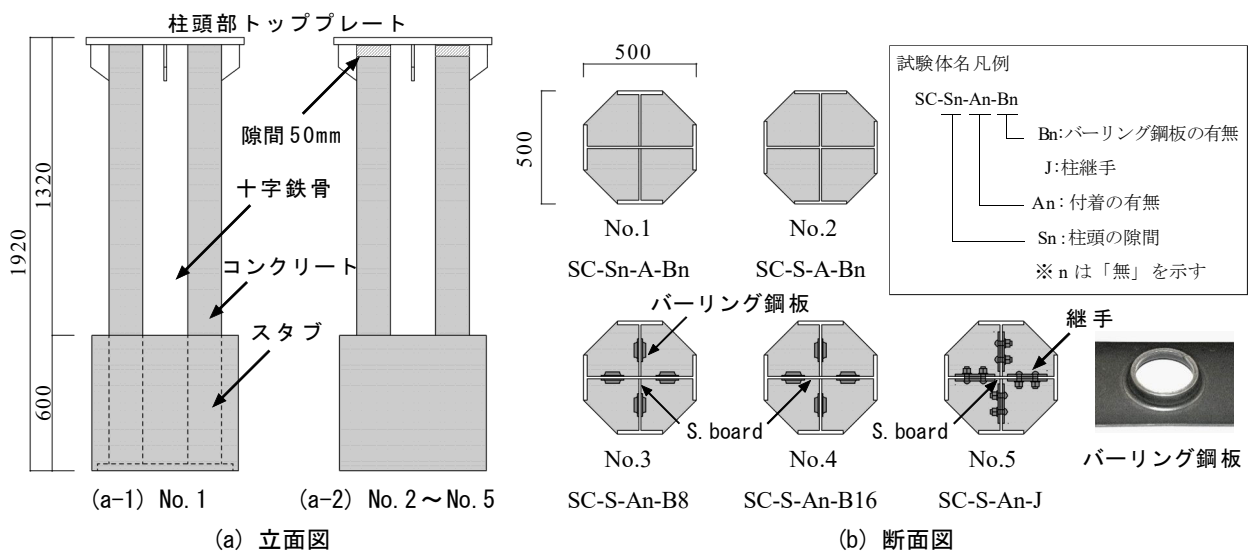 柱頭部トッププレート
1920
1320
600
隙間50mm
十字鉄骨
コンクリート
スタブ
(a-1) No.1
(a-2) No.2～No.5
(a) 立面図
500
500
No.1
SC-Sn-A-Bn
No.2
SC-S-A-Bn
試験体名凡例
SC-Sn-An-Bn
Bn:バーリング鋼板の有無
J:柱継手
An:付着の有無
Sn:柱頭の隙間
※nは「無」を示す
バーリング鋼板
継手
S.board
S.board
No.3
No.4
No.5
バーリング鋼板
SC-S-An-B8
SC-S-An-B16
SC-S-An-J
(b) 断面図